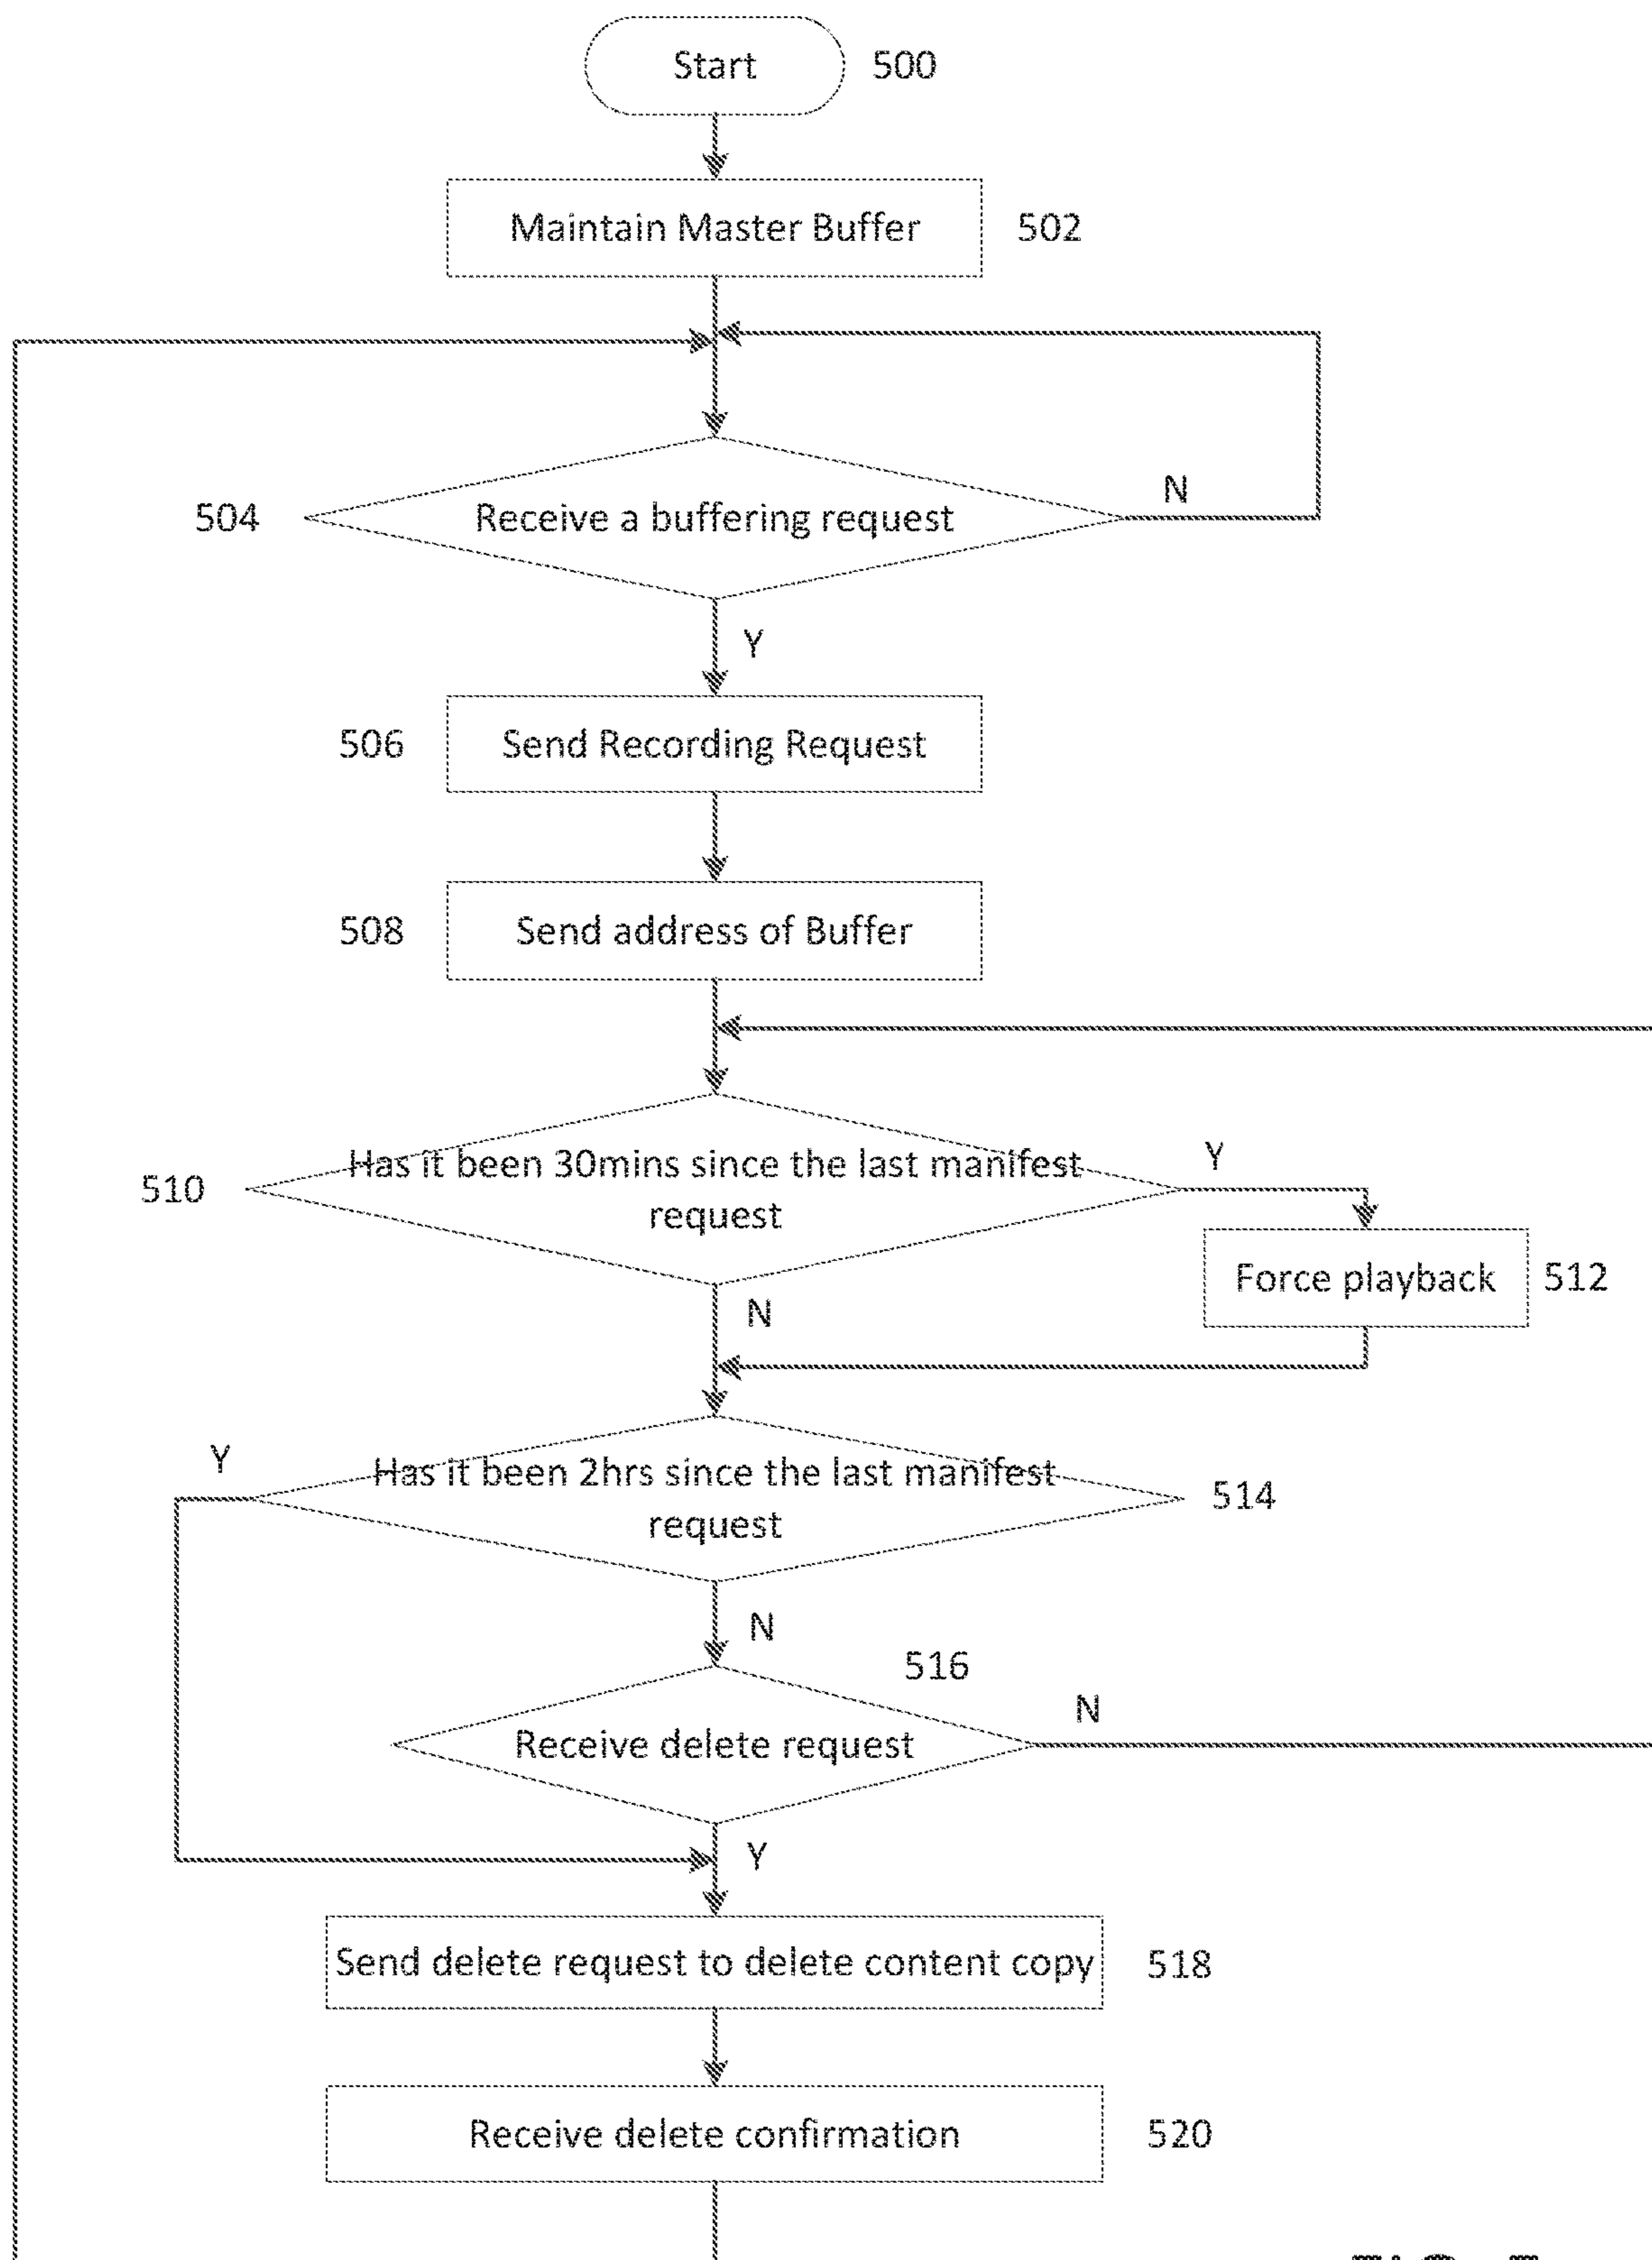 Start
500
Maintain Master Buffer
502
504
Receive a buffering request
N
Y
506
Send Recording Request
508
Send address of Buffer
510
Has it been 30mins since the last manifest
request
Y
Force playback
512
N
Y
Has it been 2hrs since the last manifest
request
514
N
516
Receive delete request
N
Y
Send delete request to delete content copy
518
Receive delete confirmation
520